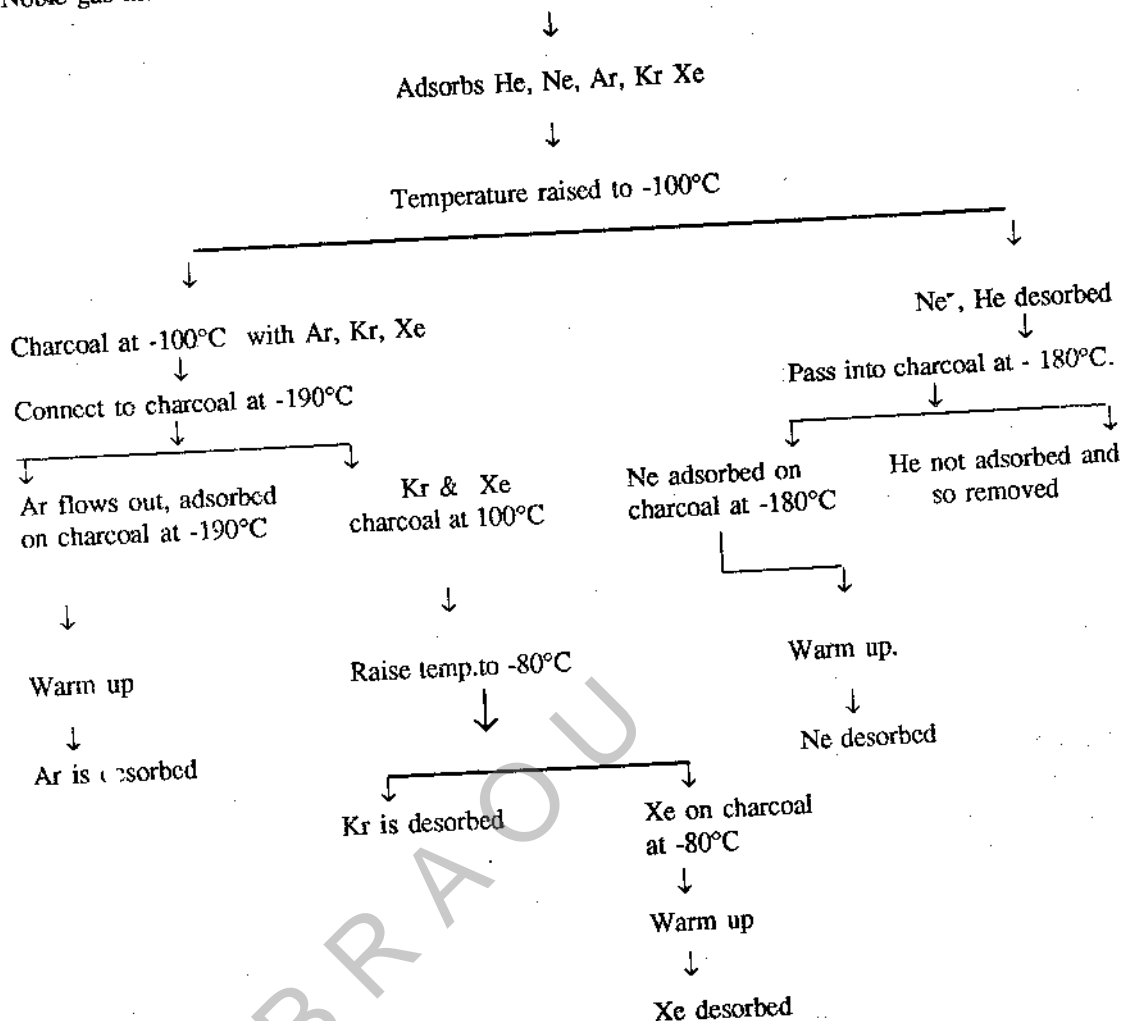 Noble gas
Adsorbs He, Ne, Ar, Kr Xe
Temperature raised to -100°C
Ne, He desorbed
Charcoal at -100°C with Ar, Kr, Xe
Pass into charcoal at - 180°C.
Connect to charcoal at -190°C
Ar flows out, adsorbed
on charcoal at -190°C
Kr & Xe
charcoal at 100°C
Ne adsorbed on
charcoal at -180°C
He not adsorbed and
so removed
Warm up
Raise temp.to -80°C
Warm up.
Ar is
Ne desorbed
Kr is desorbed
Xe on charcoal
at -80°C
Warm up
Xe desorbed
BRAOU